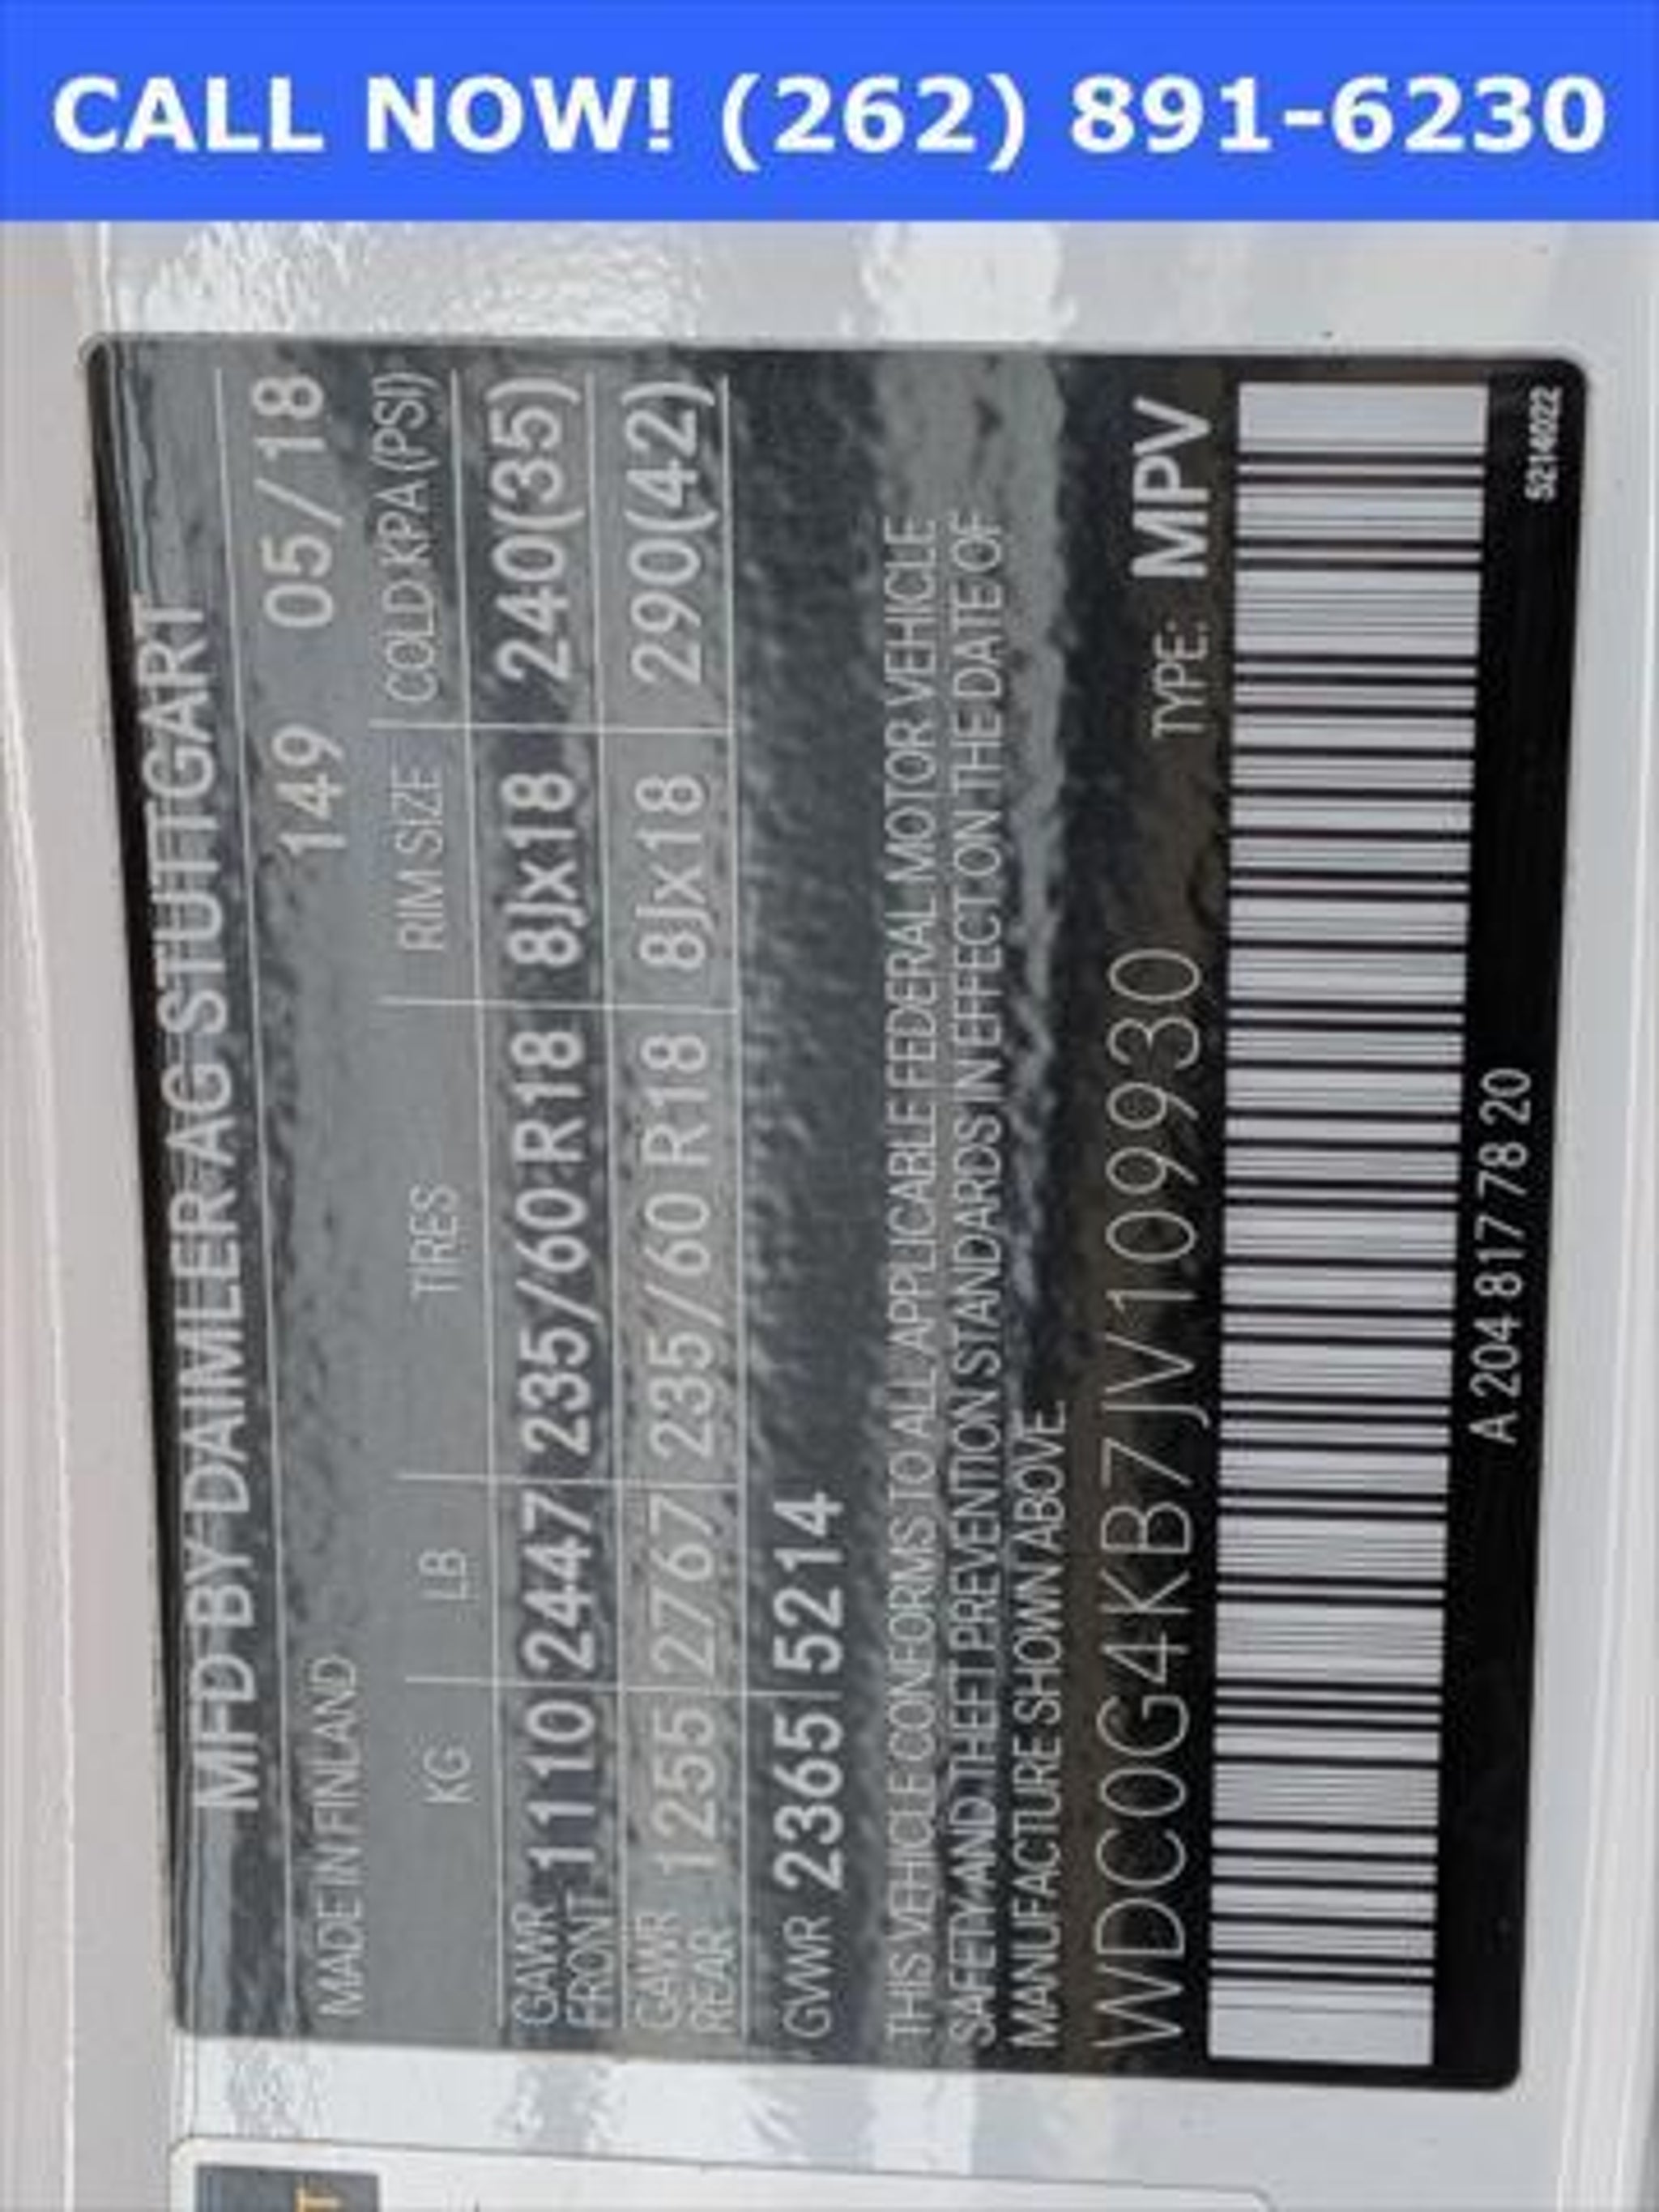 CALL NOW! (262) 891-6230
MFD BY DAIMLER AG STUTTGART
MADE IN FINLAND 149 05/18
KG LB TIRES RIM SIZE COLD KPA (PSI)
GAWR FRONT 1110 2447 235/60 R18 8Jx18 240(35)
GAWR REAR 1255 2767 235/60 R18 8Jx18 290(42)
GWR 2365 5214
THIS VEHICLE CONFORMS TO ALL APPLICABLE FEDERAL MOTOR VEHICLE
SAFETY AND THEFT PREVENTION STANDARDS IN EFFECT ON THE DATE OF
MANUFACTURE SHOWN ABOVE.
WDC0G4KB7JV109930 TYPE: MPV
A 204 817 78 20
5214022
T